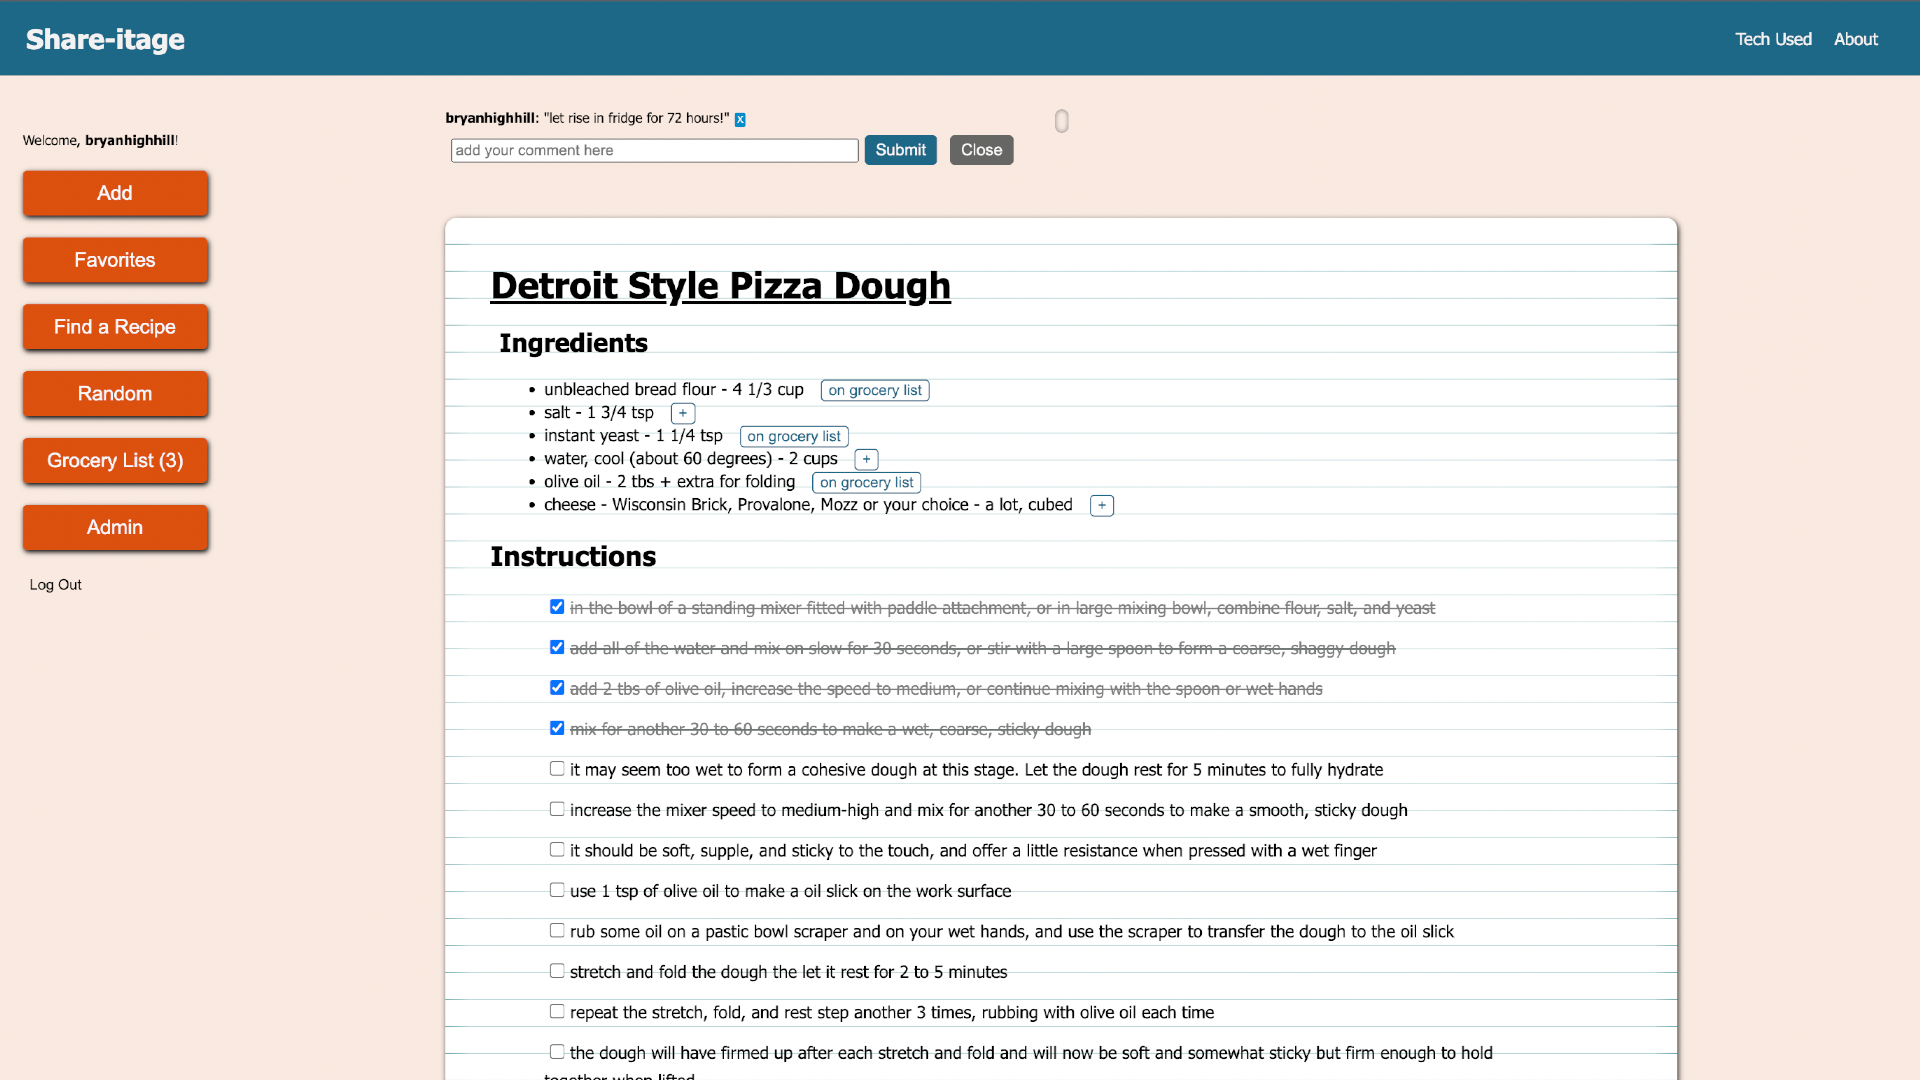 Share-itage
Tech Used About
Welcome, bryanhighhill!
Add
Favorites
Find a Recipe
Random
Grocery List (3)
Admin
Log Out
bryanhighhill: "let rise in fridge for 72 hours!" x
add your comment here Submit Close
Detroit Style Pizza Dough
Ingredients
unbleached bread flour - 4 1/3 cup on grocery list
salt - 1 3/4 tsp +
instant yeast - 1 1/4 tsp on grocery list
water, cool (about 60 degrees) - 2 cups +
olive oil - 2 tbs + extra for folding on grocery list
cheese - Wisconsin Brick, Provalone, Mozz or your choice - a lot, cubed +
Instructions
in the bowl of a standing mixer fitted with paddle attachment, or in large mixing bowl, combine flour, salt, and yeast
add all of the water and mix on slow for 30 seconds, or stir with a large spoon to form a coarse, shaggy dough
add 2 tbs of olive oil, increase the speed to medium, or continue mixing with the spoon or wet hands
mix for another 30 to 60 seconds to make a wet, coarse, sticky dough
it may seem too wet to form a cohesive dough at this stage. Let the dough rest for 5 minutes to fully hydrate
increase the mixer speed to medium-high and mix for another 30 to 60 seconds to make a smooth, sticky dough
it should be soft, supple, and sticky to the touch, and offer a little resistance when pressed with a wet finger
use 1 tsp of olive oil to make a oil slick on the work surface
rub some oil on a pastic bowl scraper and on your wet hands, and use the scraper to transfer the dough to the oil slick
stretch and fold the dough the let it rest for 2 to 5 minutes
repeat the stretch, fold, and rest step another 3 times, rubbing with olive oil each time
the dough will have firmed up after each stretch and fold and will now be soft and somewhat sticky but firm enough to hold
together when lifted